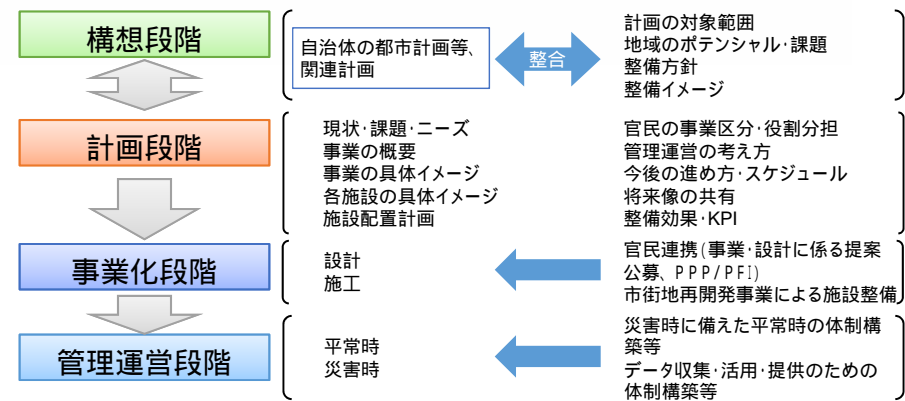 構想段階
自治体の都市計画等、
関連計画
整合
計画の対象範囲
地域のポテンシャル･課題
整備方針
整備イメージ
計画段階
現状･課題･ニーズ
事業の概要
事業の具体イメージ
各施設の具体イメージ
施設配置計画
官民の事業区分･役割分担
管理運営の考え方
今後の進め方･スケジュール
将来像の共有
整備効果･KPI
事業化段階
設計
施工
官民連携(事業･設計に係る提案
公募、PPP/PFI)
市街地再開発事業による施設整備
管理運営段階
平常時
災害時
災害時に備えた平常時の体制構
築等
データ収集･活用･提供のための
体制構築等